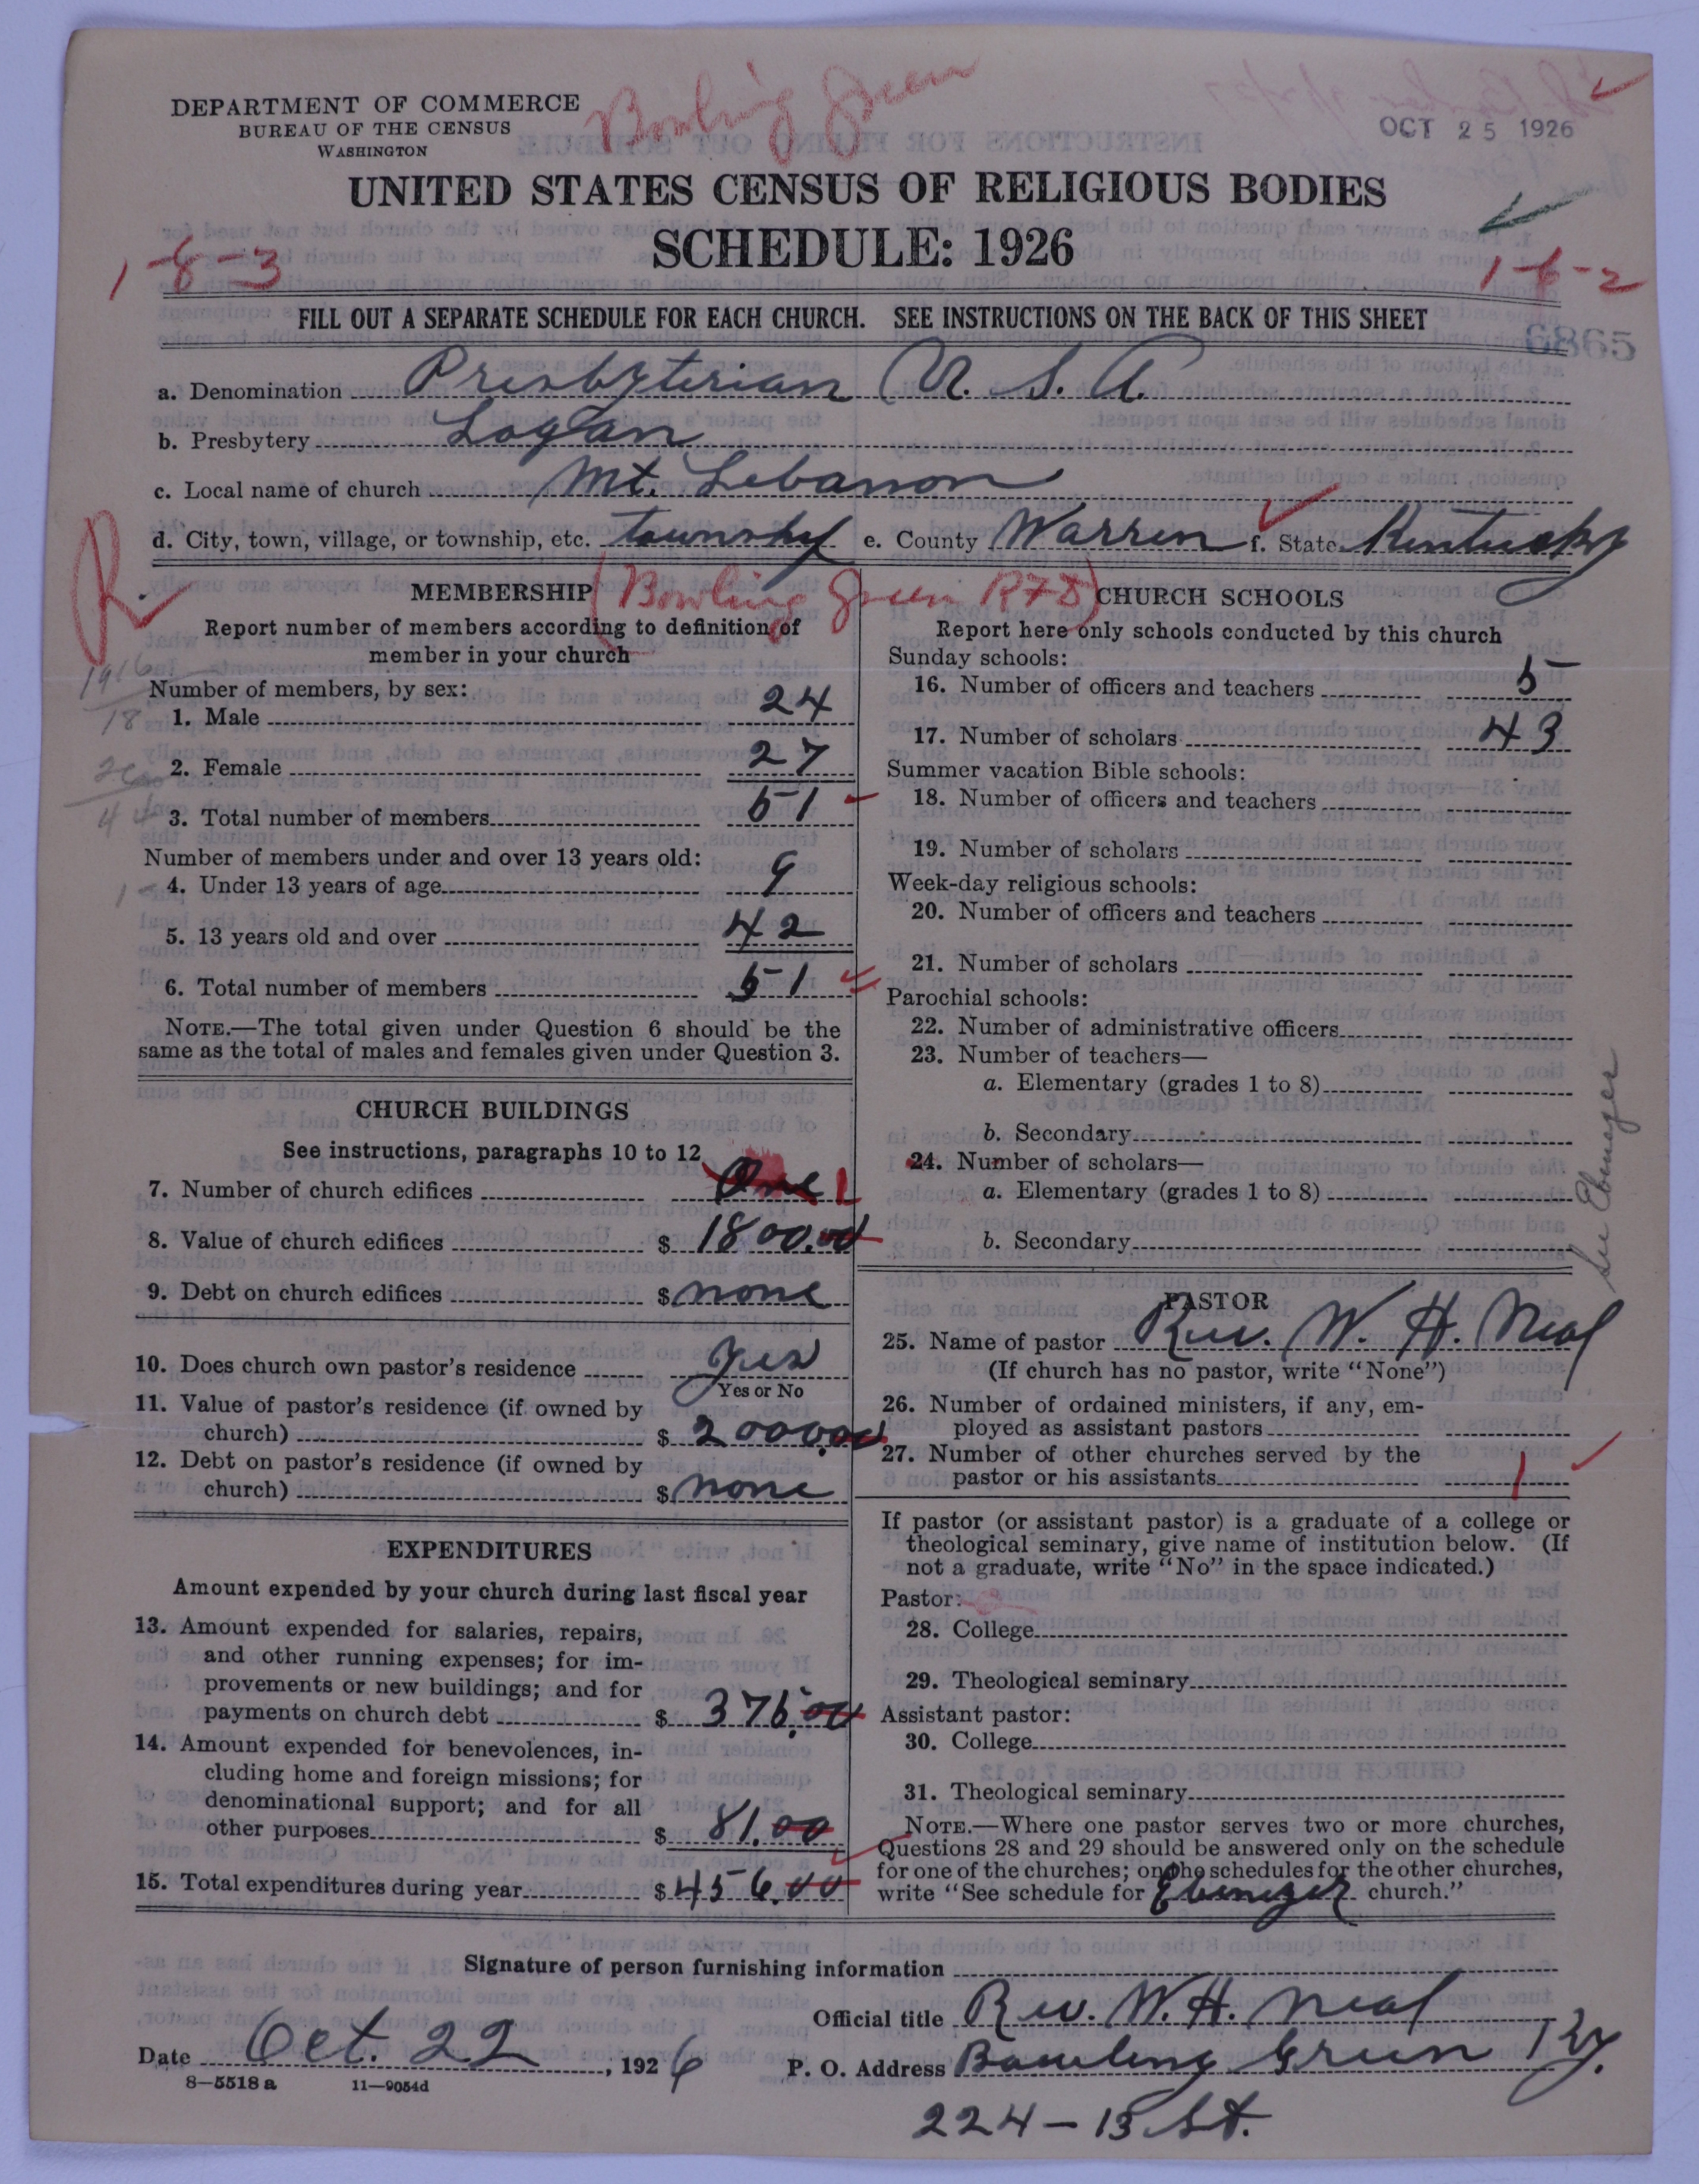 DEPARTMENT OF COMMERCE
BUREAU OF THE CENSUS
WASHINGTON
Bowling Green
OCT 25 1926
UNITED STATES CENSUS OF RELIGIOUS BODIES
SCHEDULE: 1926
1-8-3
1-6-2
FILL OUT A SEPARATE SCHEDULE FOR EACH CHURCH. SEE INSTRUCTIONS ON THE BACK OF THIS SHEET
6865
a. Denomination Presbyterian U. S. A.
b. Presbytery Logan
c. Local name of church Mt. Lebanon
d. City, town, village, or township, etc. township e. County Warren f. State Kentucky
R
(Bowling Green RFD)
MEMBERSHIP
Report number of members according to definition of
member in your church
1916
Number of members, by sex:
1. Male 24
18
2. Female 27
26
3. Total number of members 51
44
Number of members under and over 13 years old:
4. Under 13 years of age 9
1
5. 13 years old and over 42
6. Total number of members 51
NOTE.—The total given under Question 6 should be the
same as the total of males and females given under Question 3.
CHURCH BUILDINGS
See instructions, paragraphs 10 to 12
7. Number of church edifices One 1
8. Value of church edifices $ 1800.00
9. Debt on church edifices $ none
10. Does church own pastor's residence Yes
Yes or No
11. Value of pastor's residence (if owned by
church) $ 2000.00
12. Debt on pastor's residence (if owned by
church) $ none
EXPENDITURES
Amount expended by your church during last fiscal year
13. Amount expended for salaries, repairs,
and other running expenses; for im-
provements or new buildings; and for
payments on church debt $ 375.00
14. Amount expended for benevolences, in-
cluding home and foreign missions; for
denominational support; and for all
other purposes $ 81.00
15. Total expenditures during year $ 456.00
CHURCH SCHOOLS
Report here only schools conducted by this church
Sunday schools:
16. Number of officers and teachers 5
17. Number of scholars 43
Summer vacation Bible schools:
18. Number of officers and teachers
19. Number of scholars
Week-day religious schools:
20. Number of officers and teachers
21. Number of scholars
Parochial schools:
22. Number of administrative officers
23. Number of teachers—
a. Elementary (grades 1 to 8)
b. Secondary
24. Number of scholars—
a. Elementary (grades 1 to 8)
b. Secondary
See Ebenezer
PASTOR
25. Name of pastor Rev. W. H. Neal
(If church has no pastor, write "None")
26. Number of ordained ministers, if any, em-
ployed as assistant pastors
27. Number of other churches served by the
pastor or his assistants 1
If pastor (or assistant pastor) is a graduate of a college or
theological seminary, give name of institution below. (If
not a graduate, write "No" in the space indicated.)
Pastor:
28. College
29. Theological seminary
Assistant pastor:
30. College
31. Theological seminary
NOTE.—Where one pastor serves two or more churches,
Questions 28 and 29 should be answered only on the schedule
for one of the churches; on the schedules for the other churches,
write "See schedule for Ebenezer church."
Signature of person furnishing information
Official title Rev. W. H. Neal
Date Oct. 22, 1926 P. O. Address Bowling Green Ky.
8—5518 a 11—9054d
224 - 13 St.